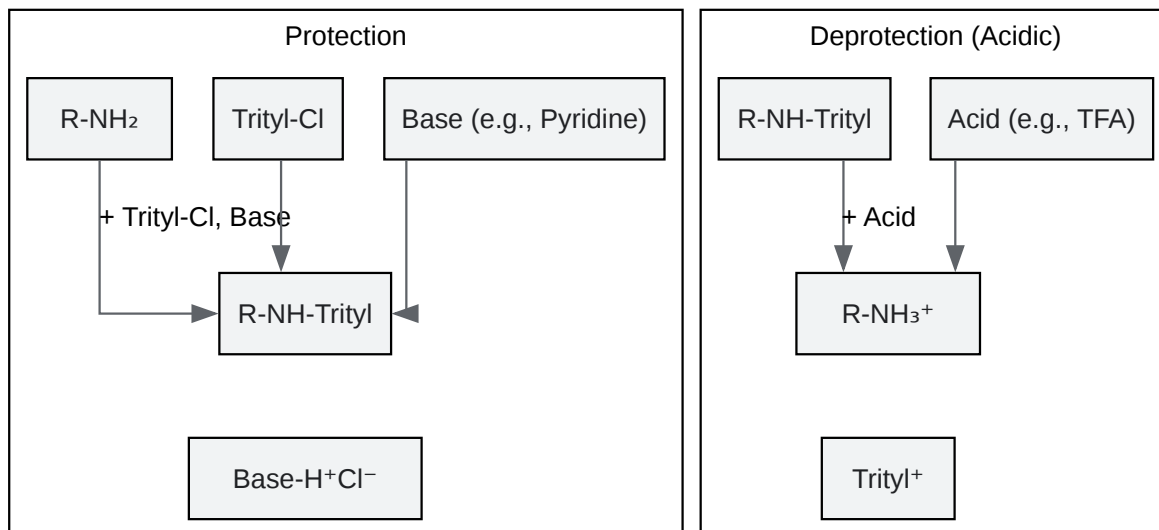 Protection
R-NH₂
Trityl-Cl
Base (e.g., Pyridine)
+ Trityl-Cl, Base
R-NH-Trityl
Base-H⁺Cl⁻
Deprotection (Acidic)
R-NH-Trityl
Acid (e.g., TFA)
+ Acid
R-NH₃⁺
Trityl⁺